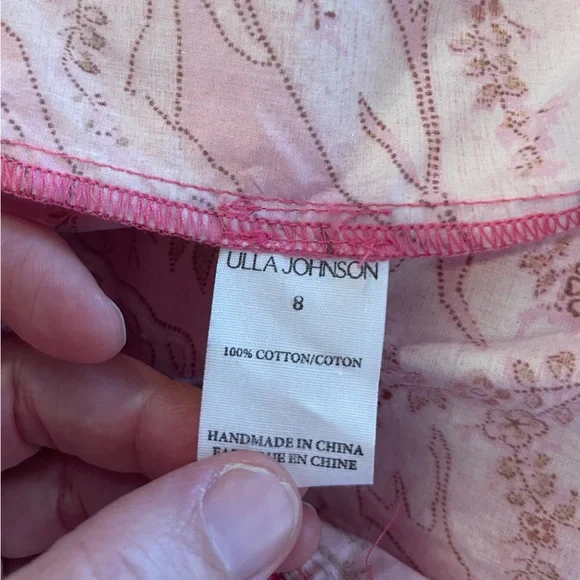 ULLA JOHNSON
8
100% COTTON/COTON
HANDMADE IN CHINA
EN CHINE